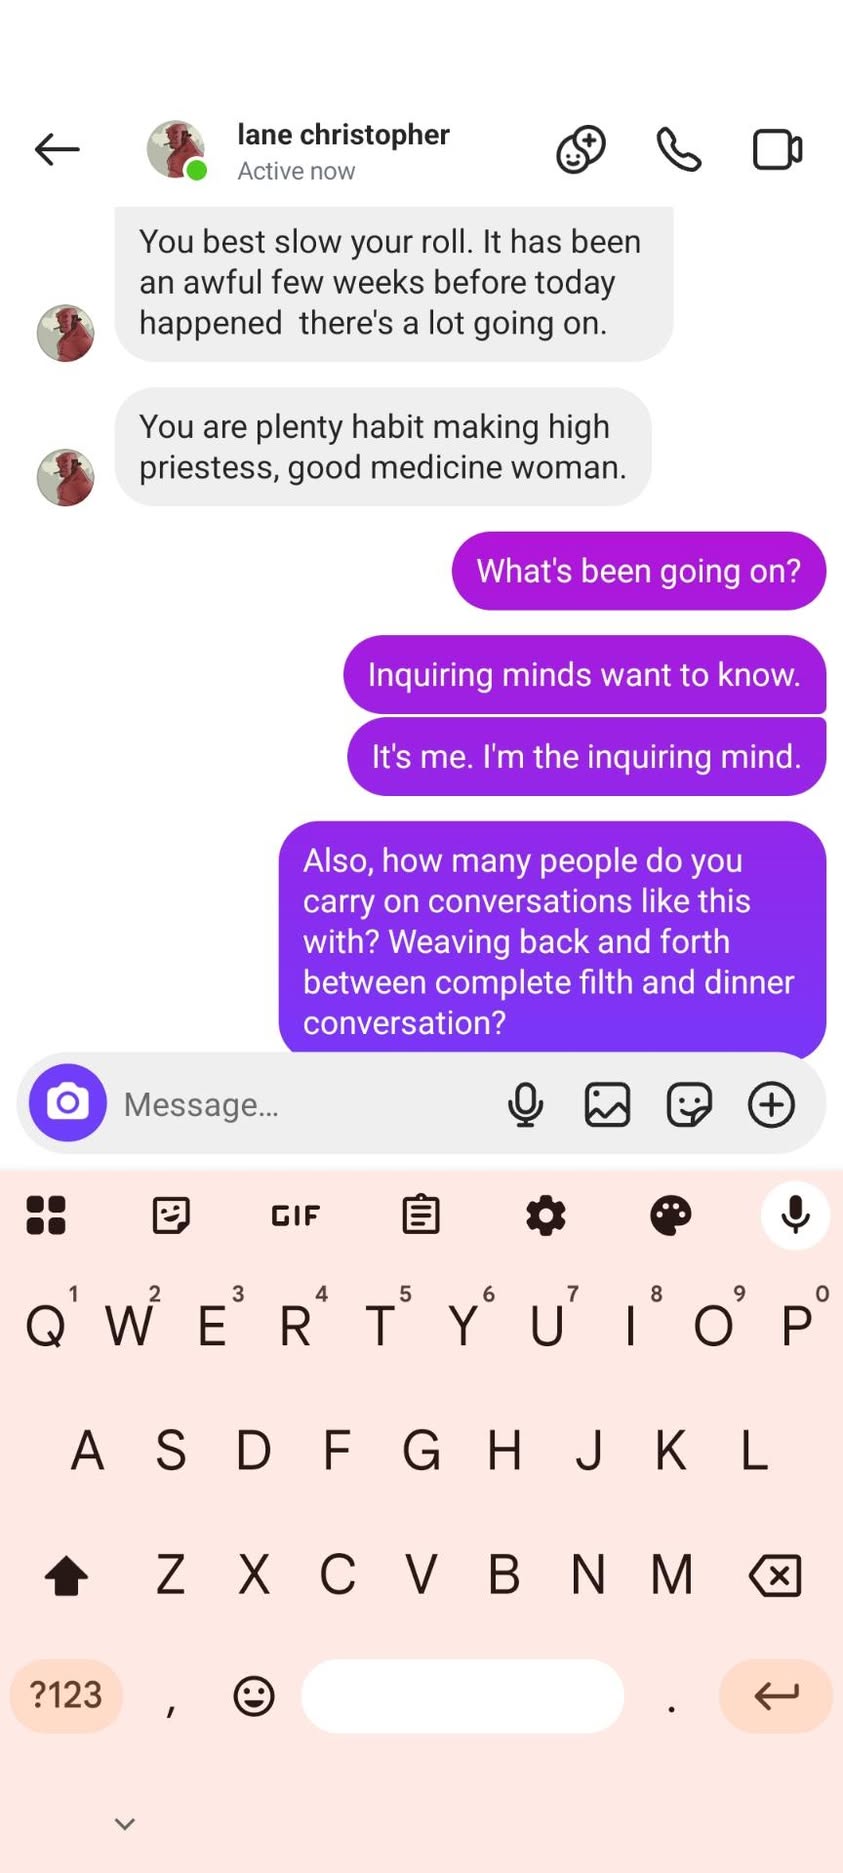 lane christopher
Active now
You best slow your roll. It has been
an awful few weeks before today
happened  there's a lot going on.
You are plenty habit making high
priestess, good medicine woman.
What's been going on?
Inquiring minds want to know.
It's me. I'm the inquiring mind.
Also, how many people do you
carry on conversations like this
with? Weaving back and forth
between complete filth and dinner
conversation?
Message...
GIF
1 2 3 4 5 6 7 8 9 0
Q W E R T Y U I O P
A S D F G H J K L
Z X C V B N M
?123 , .